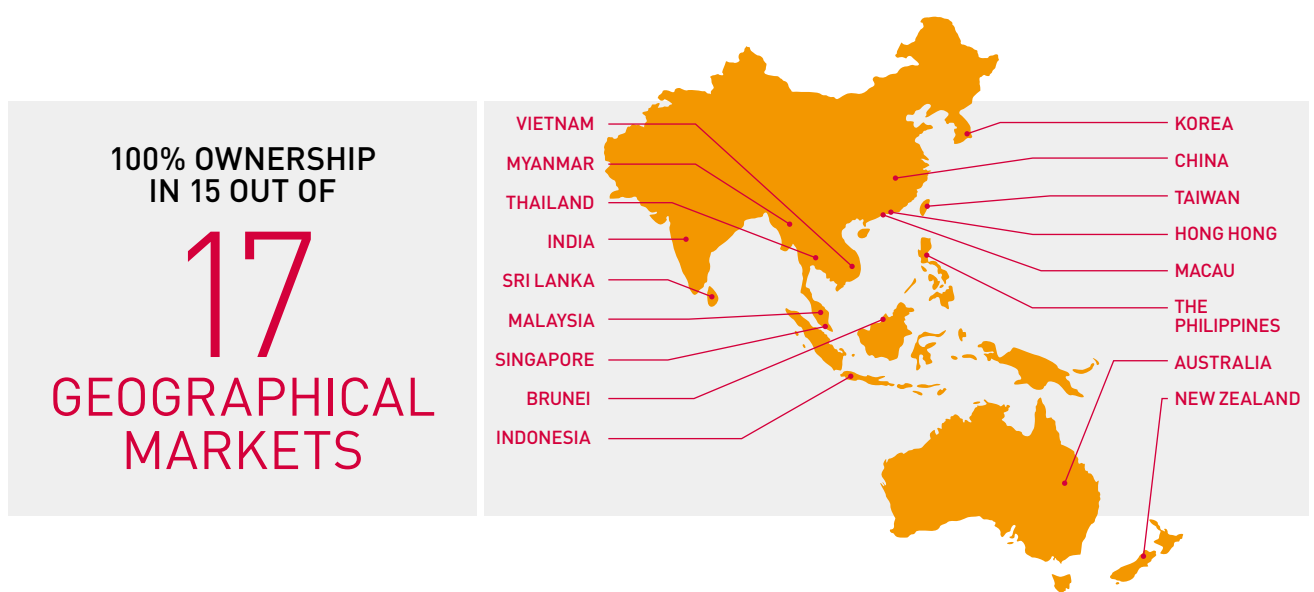 100% OWNERSHIP
IN 15 OUT OF
17
GEOGRAPHICAL
MARKETS
VIETNAM
MYANMAR
THAILAND
INDIA
SRI LANKA
MALAYSIA
SINGAPORE
BRUNEI
INDONESIA
KOREA
CHINA
TAIWAN
HONG HONG
MACAU
THE
PHILIPPINES
AUSTRALIA
NEW ZEALAND